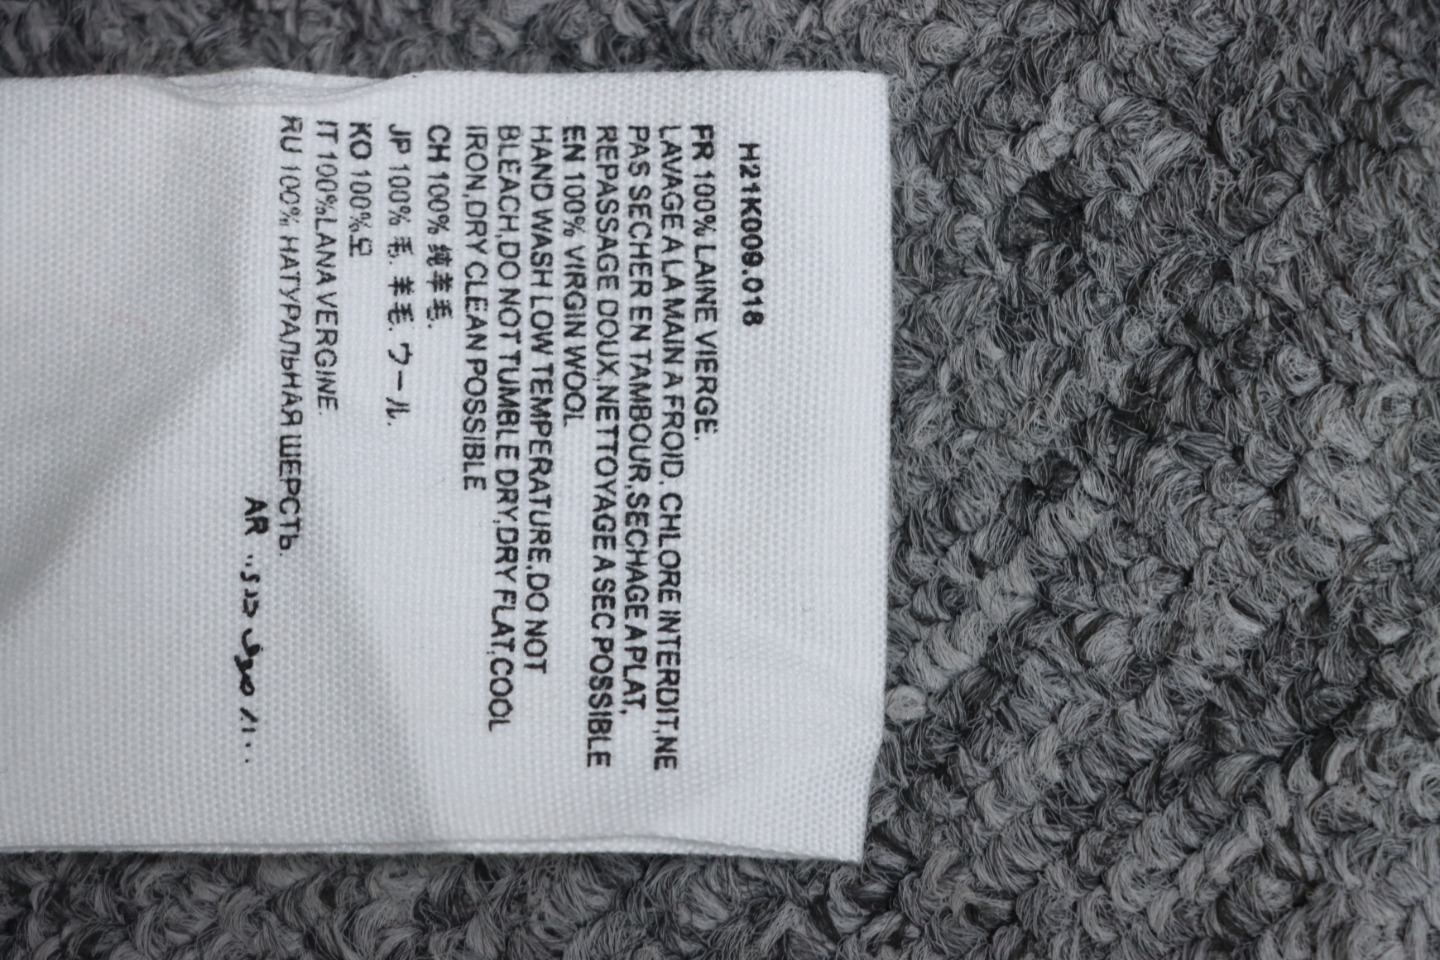 H21K009.018
FR 100% LAINE VIERGE.
LAVAGE A LA MAIN A FROID. CHLORE INTERDIT,NE
PAS SECHER EN TAMBOUR,SECHAGE A PLAT,
REPASSAGE DOUX,NETTOYAGE A SEC POSSIBLE
EN 100% VIRGIN WOOL
HAND WASH LOW TEMPERATURE.DO NOT
BLEACH,DO NOT TUMBLE DRY,DRY FLAT,COOL
IRON,DRY CLEAN POSSIBLE
CH 100% 纯羊毛.
JP 100% 毛. 羊毛. ウール.
KO 100%모
IT 100%LANA VERGINE.
RU 100% НАТУРАЛЬНАЯ ШЕРСТЬ.
AR صوف ١٠٠٪